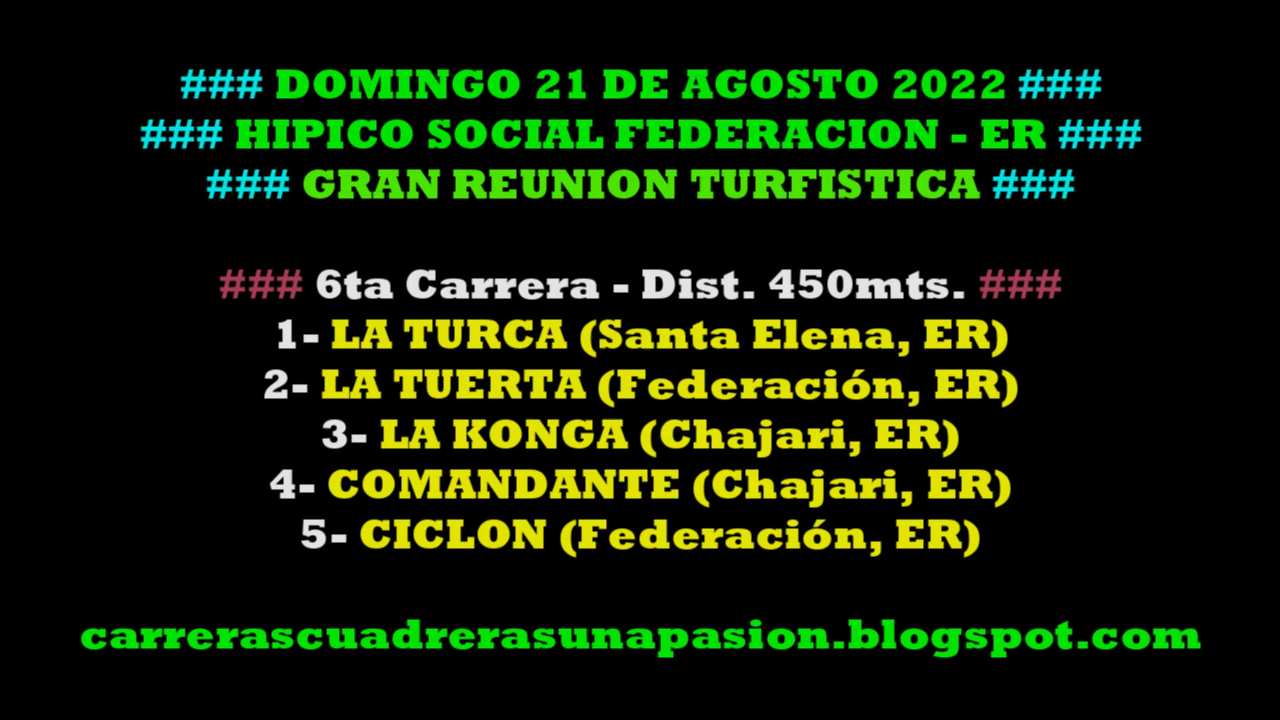 ### DOMINGO 21 DE AGOSTO 2022 ###
### HIPICO SOCIAL FEDERACION - ER ###
### GRAN REUNION TURFISTICA ###
### 6ta Carrera - Dist. 450mts. ###
1- LA TURCA (Santa Elena, ER)
2- LA TUERTA (Federación, ER)
3- LA KONGA (Chajari, ER)
4- COMANDANTE (Chajari, ER)
5- CICLON (Federación, ER)
carrerascuadrerasunapasion.blogspot.com